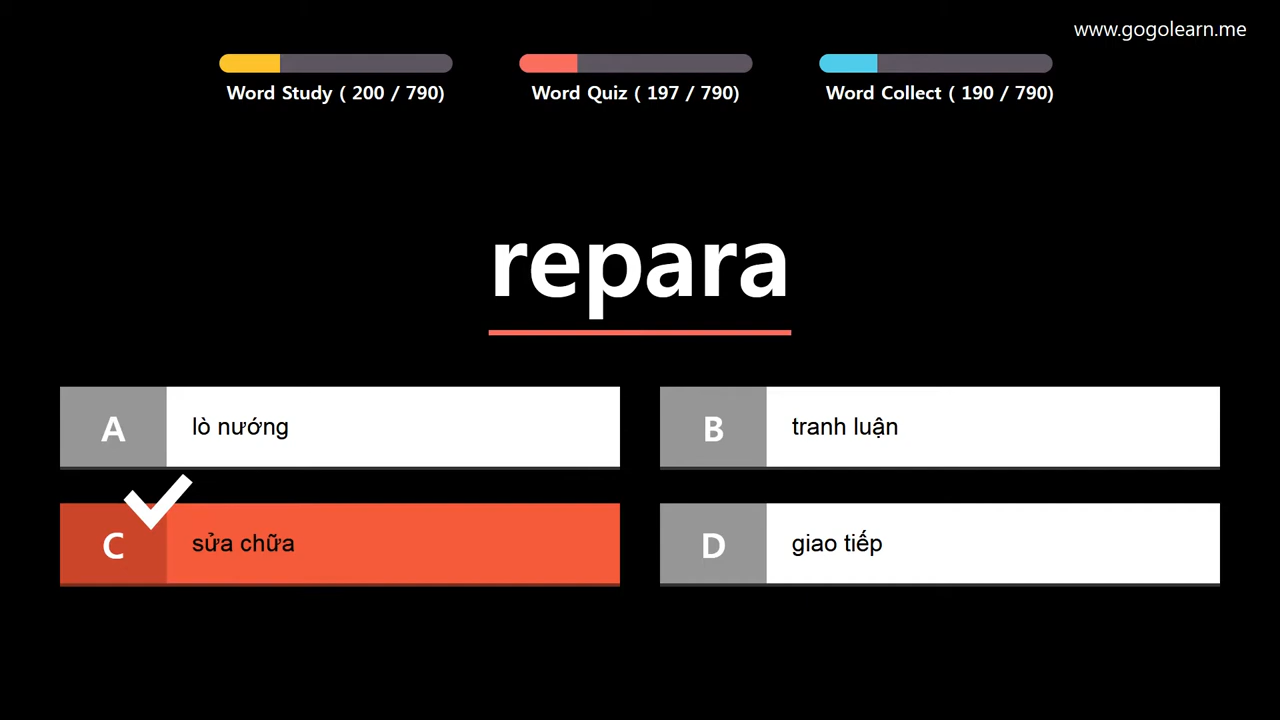 www.gogolearn.me
Word Study ( 200 / 790)
Word Quiz ( 197 / 790)
Word Collect ( 190 / 790)
repara
A
lò nướng
B
tranh luận
C
sửa chữa
D
giao tiếp